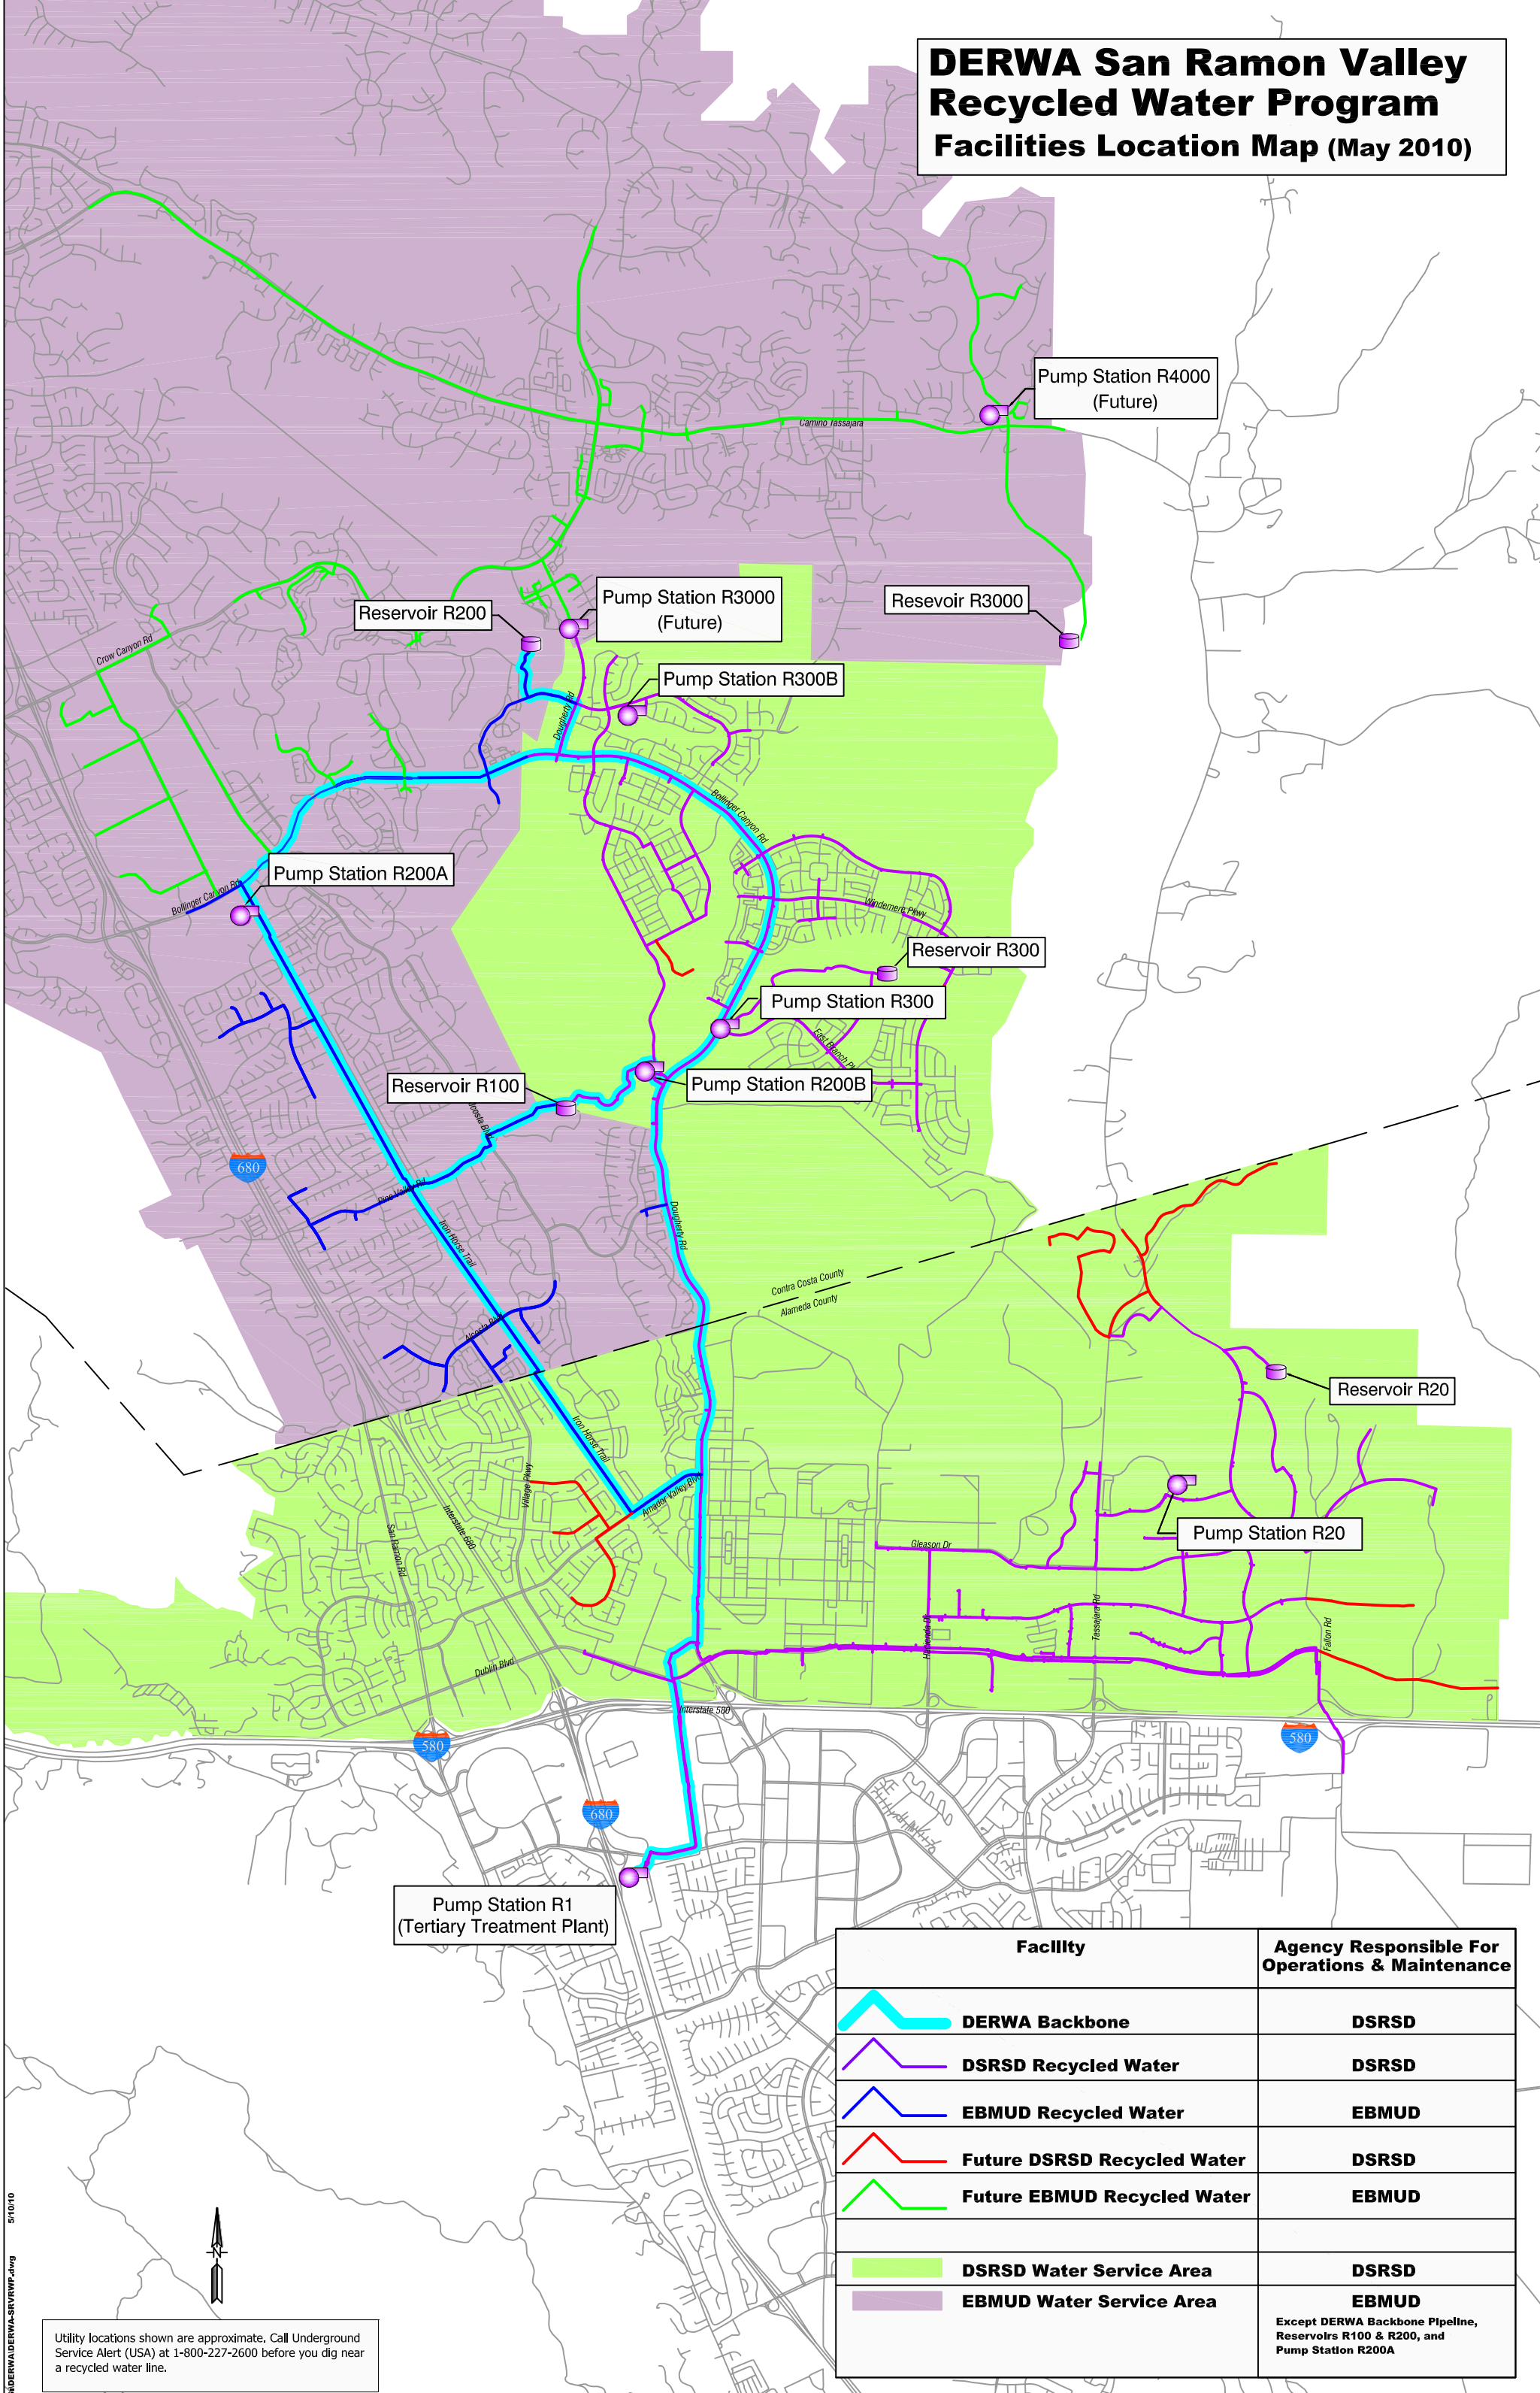 DERWA San Ramon Valley
Recycled Water Program
Facilities Location Map (May 2010)
Pump Station R4000
(Future)
Camino Tassajara
Pump Station R3000
(Future)
Resevoir R3000
Reservoir R200
Crow Canyon Rd
Pump Station R300B
Dougherty Rd
Bollinger Canyon Rd
Pump Station R200A
Bollinger Canyon Rd
Windemere Pkwy
Reservoir R300
Pump Station R300
East Branch
Pump Station R200B
Reservoir R100
680
Pine Valley Rd
Iron Horse Trail
Dougherty Rd
Contra Costa County
Alameda County
Alcosta Blvd
Reservoir R20
Iron Horse Trail
Amador Valley Blvd
Village Pkwy
Interstate 680
San Ramon Rd
Pump Station R20
Gleason Dr
Tassajara Rd
Fallon Rd
Dublin Blvd
Interstate 580
580
580
680
Pump Station R1
(Tertiary Treatment Plant)
Facility
Agency Responsible For
Operations & Maintenance
DERWA Backbone
DSRSD
DSRSD Recycled Water
DSRSD
EBMUD Recycled Water
EBMUD
Future DSRSD Recycled Water
DSRSD
Future EBMUD Recycled Water
EBMUD
DSRSD Water Service Area
DSRSD
EBMUD Water Service Area
EBMUD
Except DERWA Backbone Pipeline,
Reservoirs R100 & R200, and
Pump Station R200A
N
Utility locations shown are approximate. Call Underground
Service Alert (USA) at 1-800-227-2600 before you dig near
a recycled water line.
5/10/10